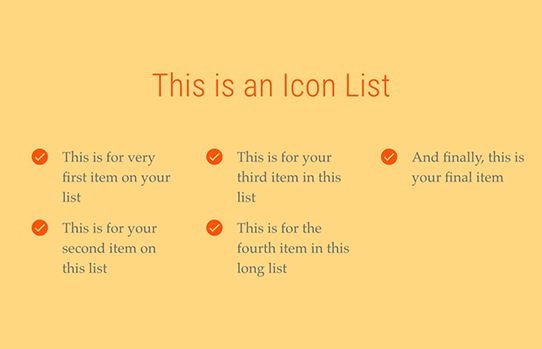 This is an Icon List
This is for very
first item on your
list
This is for your
second item on
this list
This is for your
third item in this
list
This is for the
fourth item in this
long list
And finally, this is
your final item